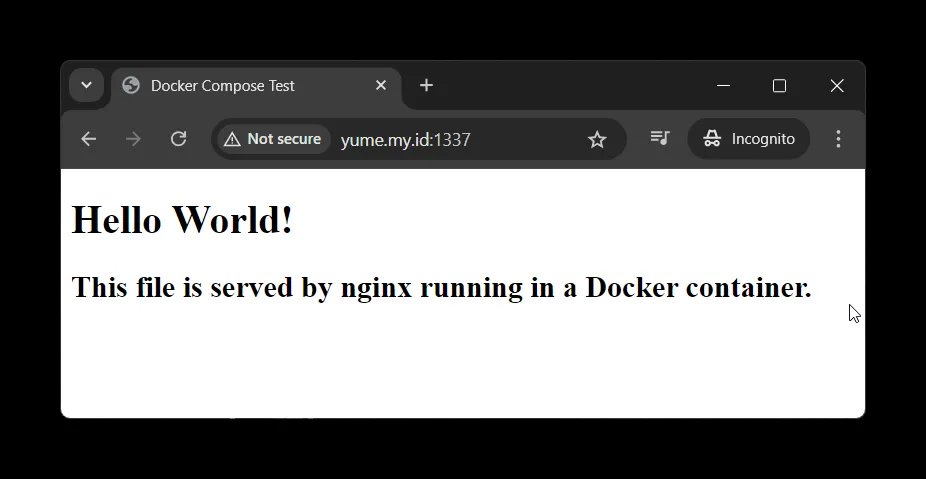 Docker Compose Test
Not secure yume.my.id:1337 Incognito
Hello World!
This file is served by nginx running in a Docker container.